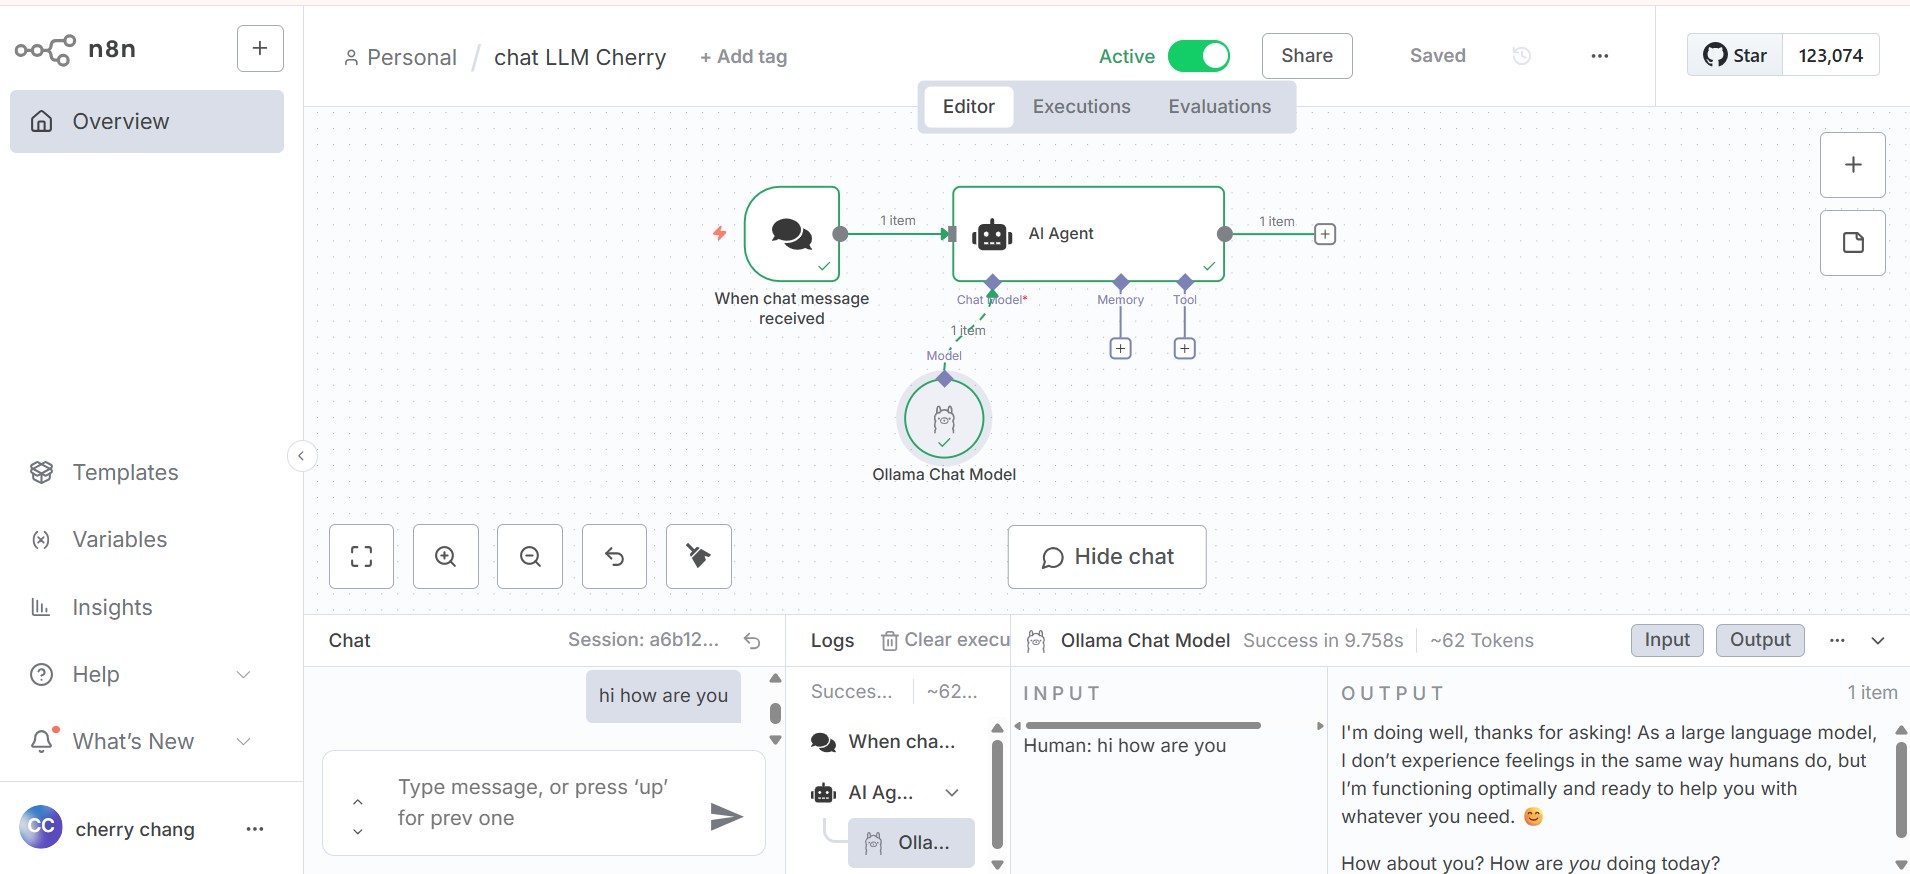 n8n
+
Personal / chat LLM Cherry + Add tag
Active
Share
Saved
...
Star 123,074
Editor Executions Evaluations
Overview
Templates
Variables
Insights
Help
What's New
CC cherry chang ...
When chat message
received
1 item
AI Agent
1 item
Chat Model*
Memory
Tool
1 item
Model
Ollama Chat Model
Hide chat
Chat
Session: a6b12...
hi how are you
Type message, or press ‘up’
for prev one
Logs
Clear execu
Succes... ~62...
When cha...
AI Ag...
Olla...
Ollama Chat Model Success in 9.758s ~62 Tokens
Input Output ...
INPUT
Human: hi how are you
OUTPUT
1 item
I'm doing well, thanks for asking! As a large language model,
I don’t experience feelings in the same way humans do, but
I’m functioning optimally and ready to help you with
whatever you need. 😊
How about you? How are you doing today?